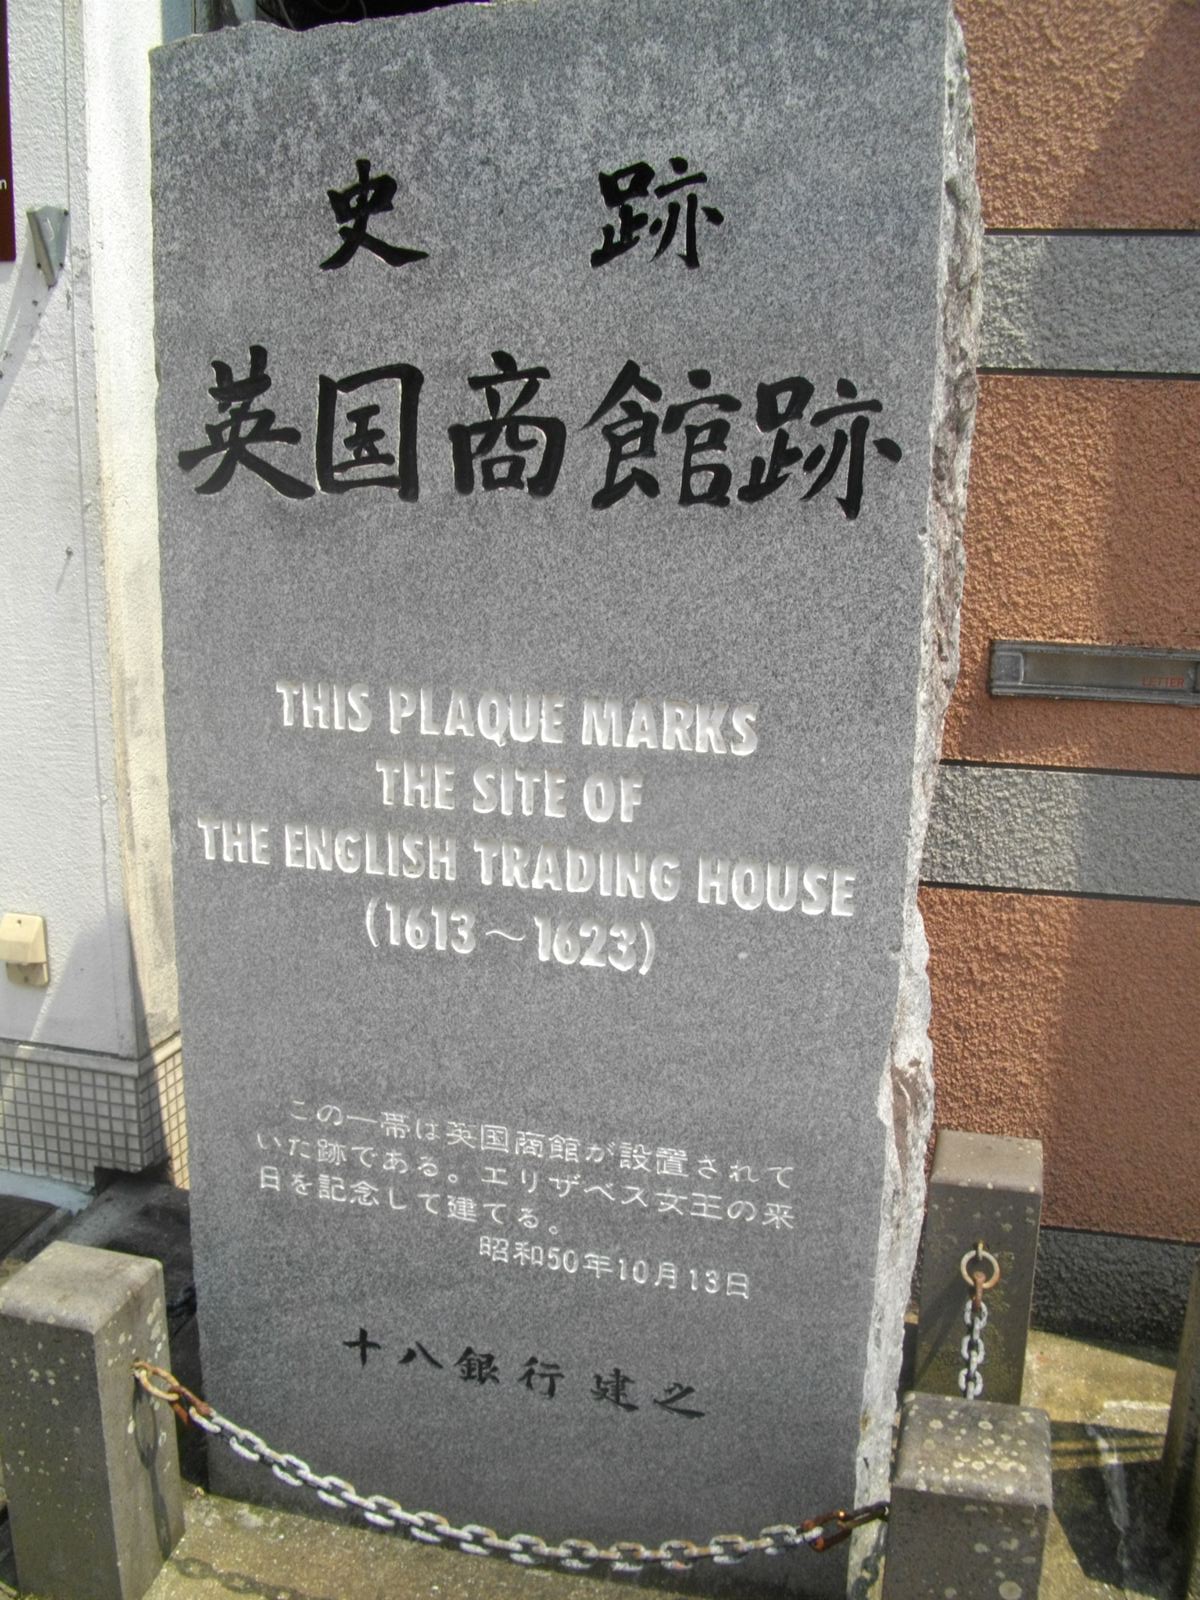 史跡
英国商館跡
THIS PLAQUE MARKS
THE SITE OF
THE ENGLISH TRADING HOUSE
(1613～1623)
この一帯は英国商館が設置されて
いた跡である。エリザベス女王の来
日を記念して建てる。
昭和50年10月13日
十八銀行建之
LETTER